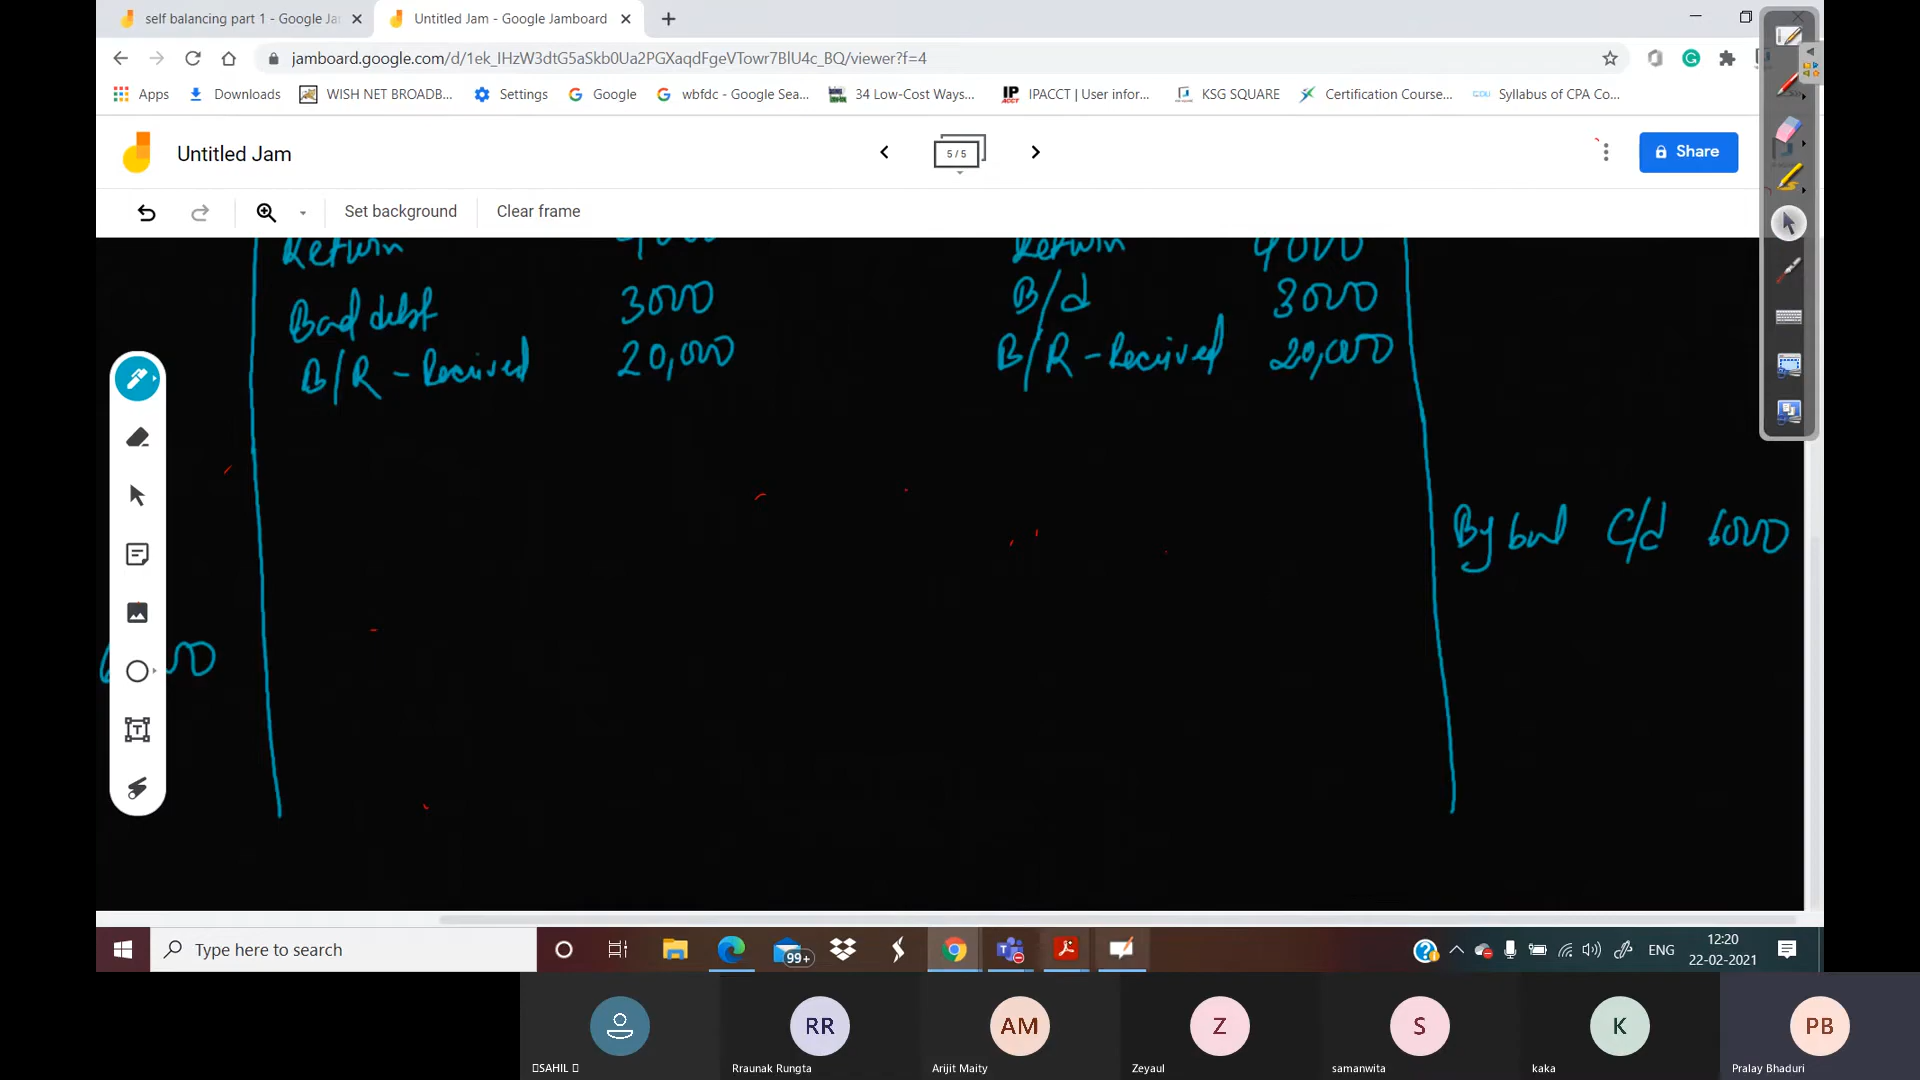 self balancing part 1 - Google Jar
Untitled Jam - Google Jamboard
jamboard.google.com/d/1ek_IHzW3dtG5aSkb0Ua2PGXaqdFgeVTowr7BlU4c_BQ/viewer?f=4
Apps Downloads WISH NET BROADB... Settings Google wbfdc - Google Sea... 34 Low-Cost Ways... IPACCT | User infor... KSG SQUARE Certification Course... Syllabus of CPA Co...
Untitled Jam
5 / 5
Share
Set background Clear frame
Return 4000 Return 4000
Bad debt 3000 B/d 3000
B/R - Received 20,000 B/R - Received 20,000
By bal C/d 6000
Type here to search
99+
ENG
12:20
22-02-2021
RR AM Z S K PB
SAHIL Rraunak Rungta Arijit Maity Zeyaul samanwita kaka Pralay Bhaduri